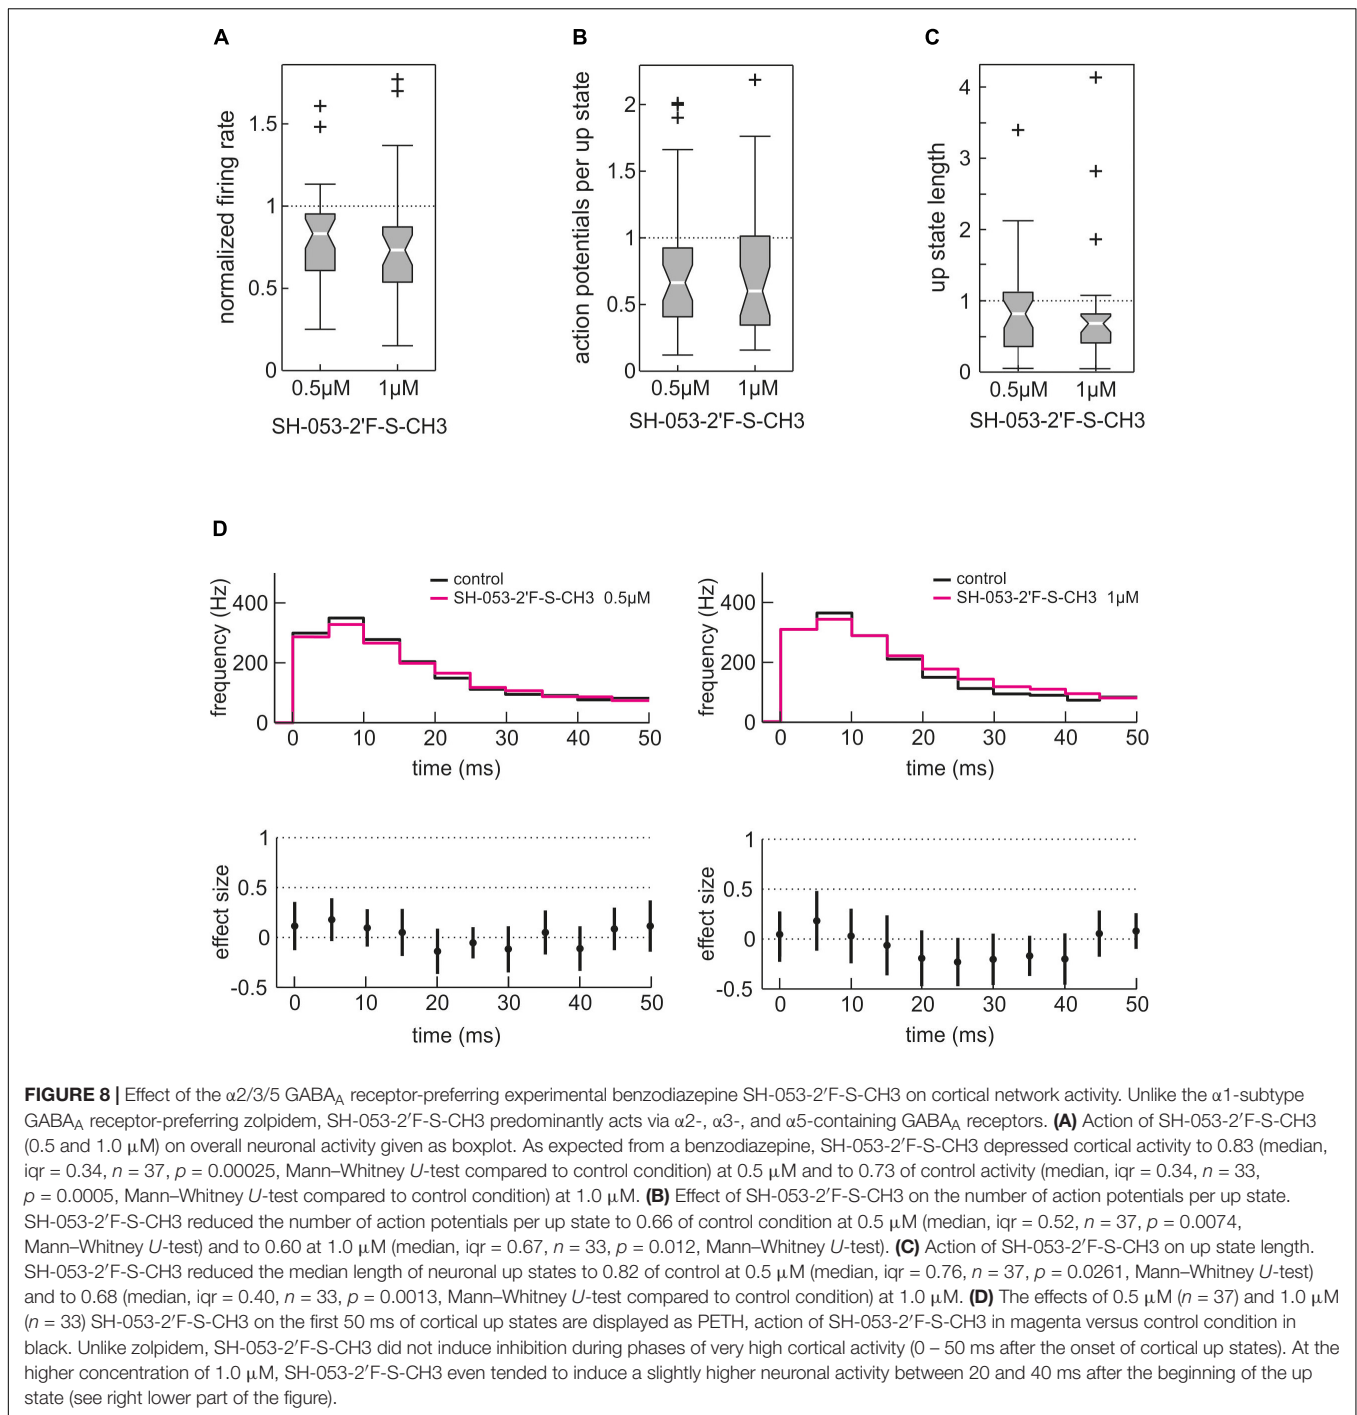 A
B
C
normalized firing rate
1.5
1
0.5
0
0.5µM 1µM
SH-053-2'F-S-CH3
action potentials per up state
2
1.5
1
0.5
0
0.5µM 1µM
SH-053-2'F-S-CH3
up state length
4
3
2
1
0
0.5µM 1µM
SH-053-2'F-S-CH3
D
frequency (Hz)
400
200
0
control
SH-053-2'F-S-CH3 0.5µM
0 10 20 30 40 50
time (ms)
frequency (Hz)
400
200
0
control
SH-053-2'F-S-CH3 1µM
0 10 20 30 40 50
time (ms)
effect size
1
0.5
0
-0.5
0 10 20 30 40 50
time (ms)
effect size
1
0.5
0
-0.5
0 10 20 30 40 50
time (ms)
FIGURE 8 | Effect of the α2/3/5 GABAA receptor-preferring experimental benzodiazepine SH-053-2′F-S-CH3 on cortical network activity. Unlike the α1-subtype
GABAA receptor-preferring zolpidem, SH-053-2′F-S-CH3 predominantly acts via α2-, α3-, and α5-containing GABAA receptors. (A) Action of SH-053-2′F-S-CH3
(0.5 and 1.0 μM) on overall neuronal activity given as boxplot. As expected from a benzodiazepine, SH-053-2′F-S-CH3 depressed cortical activity to 0.83 (median,
iqr = 0.34, n = 37, p = 0.00025, Mann–Whitney U-test compared to control condition) at 0.5 μM and to 0.73 of control activity (median, iqr = 0.34, n = 33,
p = 0.0005, Mann–Whitney U-test compared to control condition) at 1.0 μM. (B) Effect of SH-053-2′F-S-CH3 on the number of action potentials per up state.
SH-053-2′F-S-CH3 reduced the number of action potentials per up state to 0.66 of control condition at 0.5 μM (median, iqr = 0.52, n = 37, p = 0.0074,
Mann–Whitney U-test) and to 0.60 at 1.0 μM (median, iqr = 0.67, n = 33, p = 0.012, Mann–Whitney U-test). (C) Action of SH-053-2′F-S-CH3 on up state length.
SH-053-2′F-S-CH3 reduced the median length of neuronal up states to 0.82 of control at 0.5 μM (median, iqr = 0.76, n = 37, p = 0.0261, Mann–Whitney U-test)
and to 0.68 (median, iqr = 0.40, n = 33, p = 0.0013, Mann–Whitney U-test compared to control condition) at 1.0 μM. (D) The effects of 0.5 μM (n = 37) and 1.0 μM
(n = 33) SH-053-2′F-S-CH3 on the first 50 ms of cortical up states are displayed as PETH, action of SH-053-2′F-S-CH3 in magenta versus control condition in
black. Unlike zolpidem, SH-053-2′F-S-CH3 did not induce inhibition during phases of very high cortical activity (0 – 50 ms after the onset of cortical up states). At the
higher concentration of 1.0 μM, SH-053-2′F-S-CH3 even tended to induce a slightly higher neuronal activity between 20 and 40 ms after the beginning of the up
state (see right lower part of the figure).